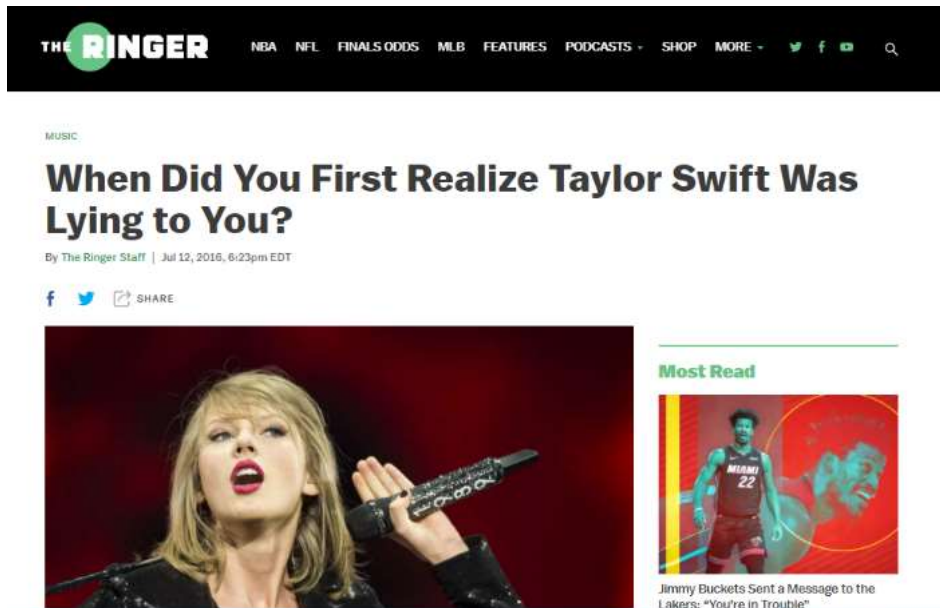 THE RINGER
NBA NFL FINALS ODDS MLB FEATURES PODCASTS SHOP MORE
MUSIC
When Did You First Realize Taylor Swift Was
Lying to You?
By The Ringer Staff | Jul 12, 2016, 6:23pm EDT
SHARE
1989
Most Read
MIAMI
22
Jimmy Buckets Sent a Message to the
Lakers: “You're in Trouble”